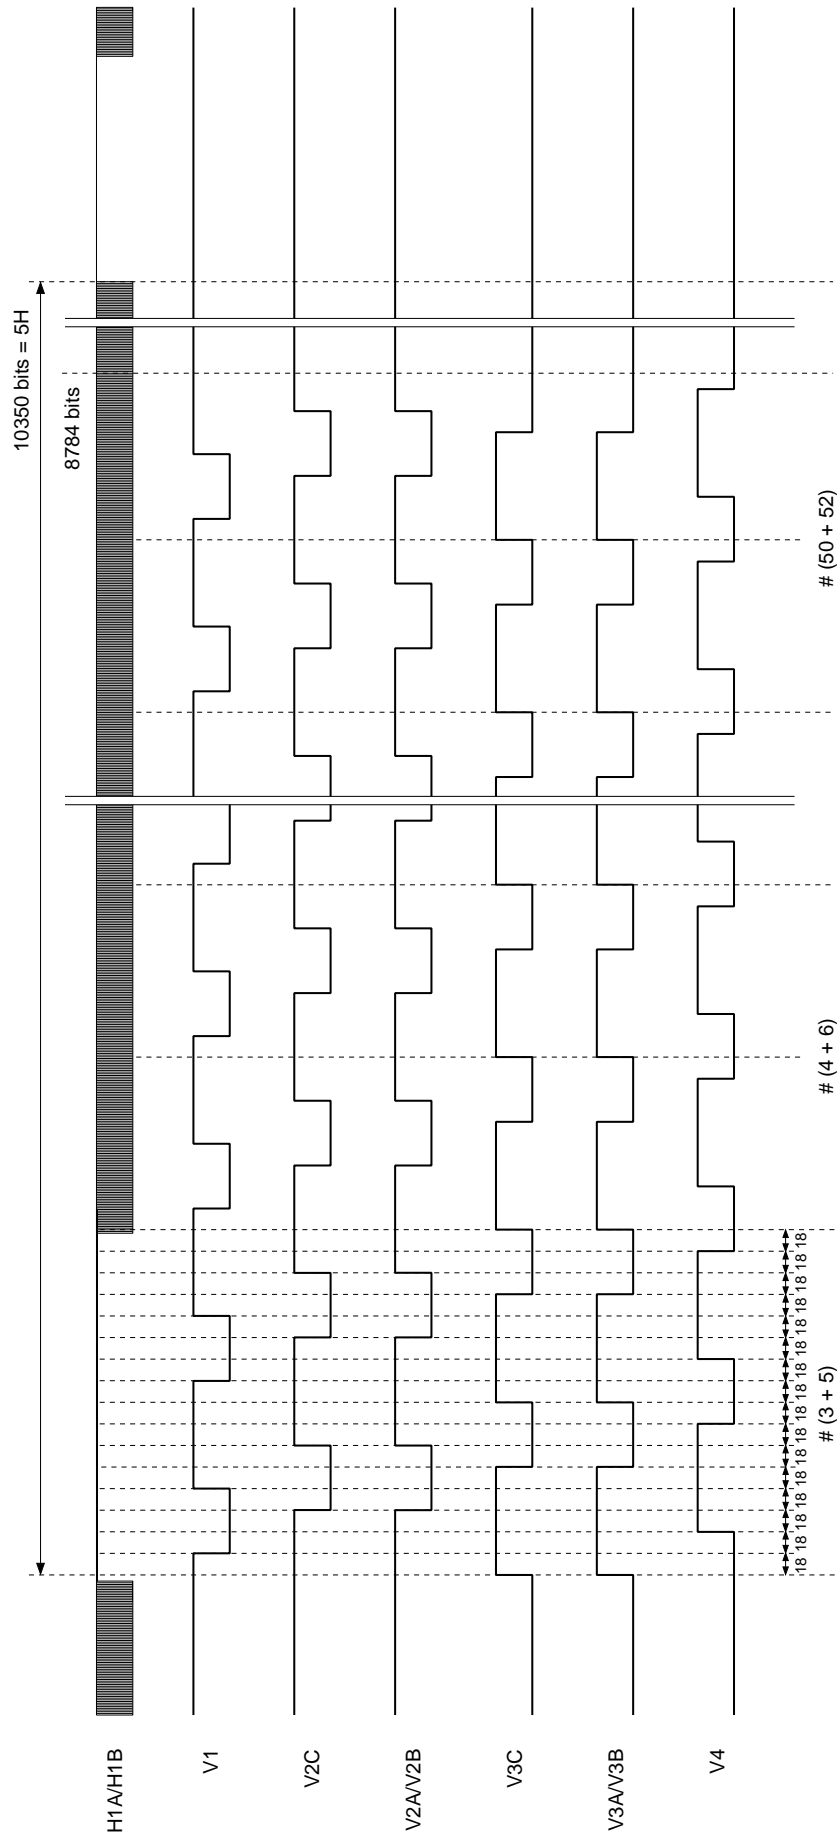 10350 bits = 5H
8784 bits
H1A/H1B
V1
V2C
V2A/V2B
V3C
V3A/V3B
V4
18 18 18 18 18 18 18 18 18 18 18 18 18 18 18 18
# (3 + 5)
# (4 + 6)
# (50 + 52)